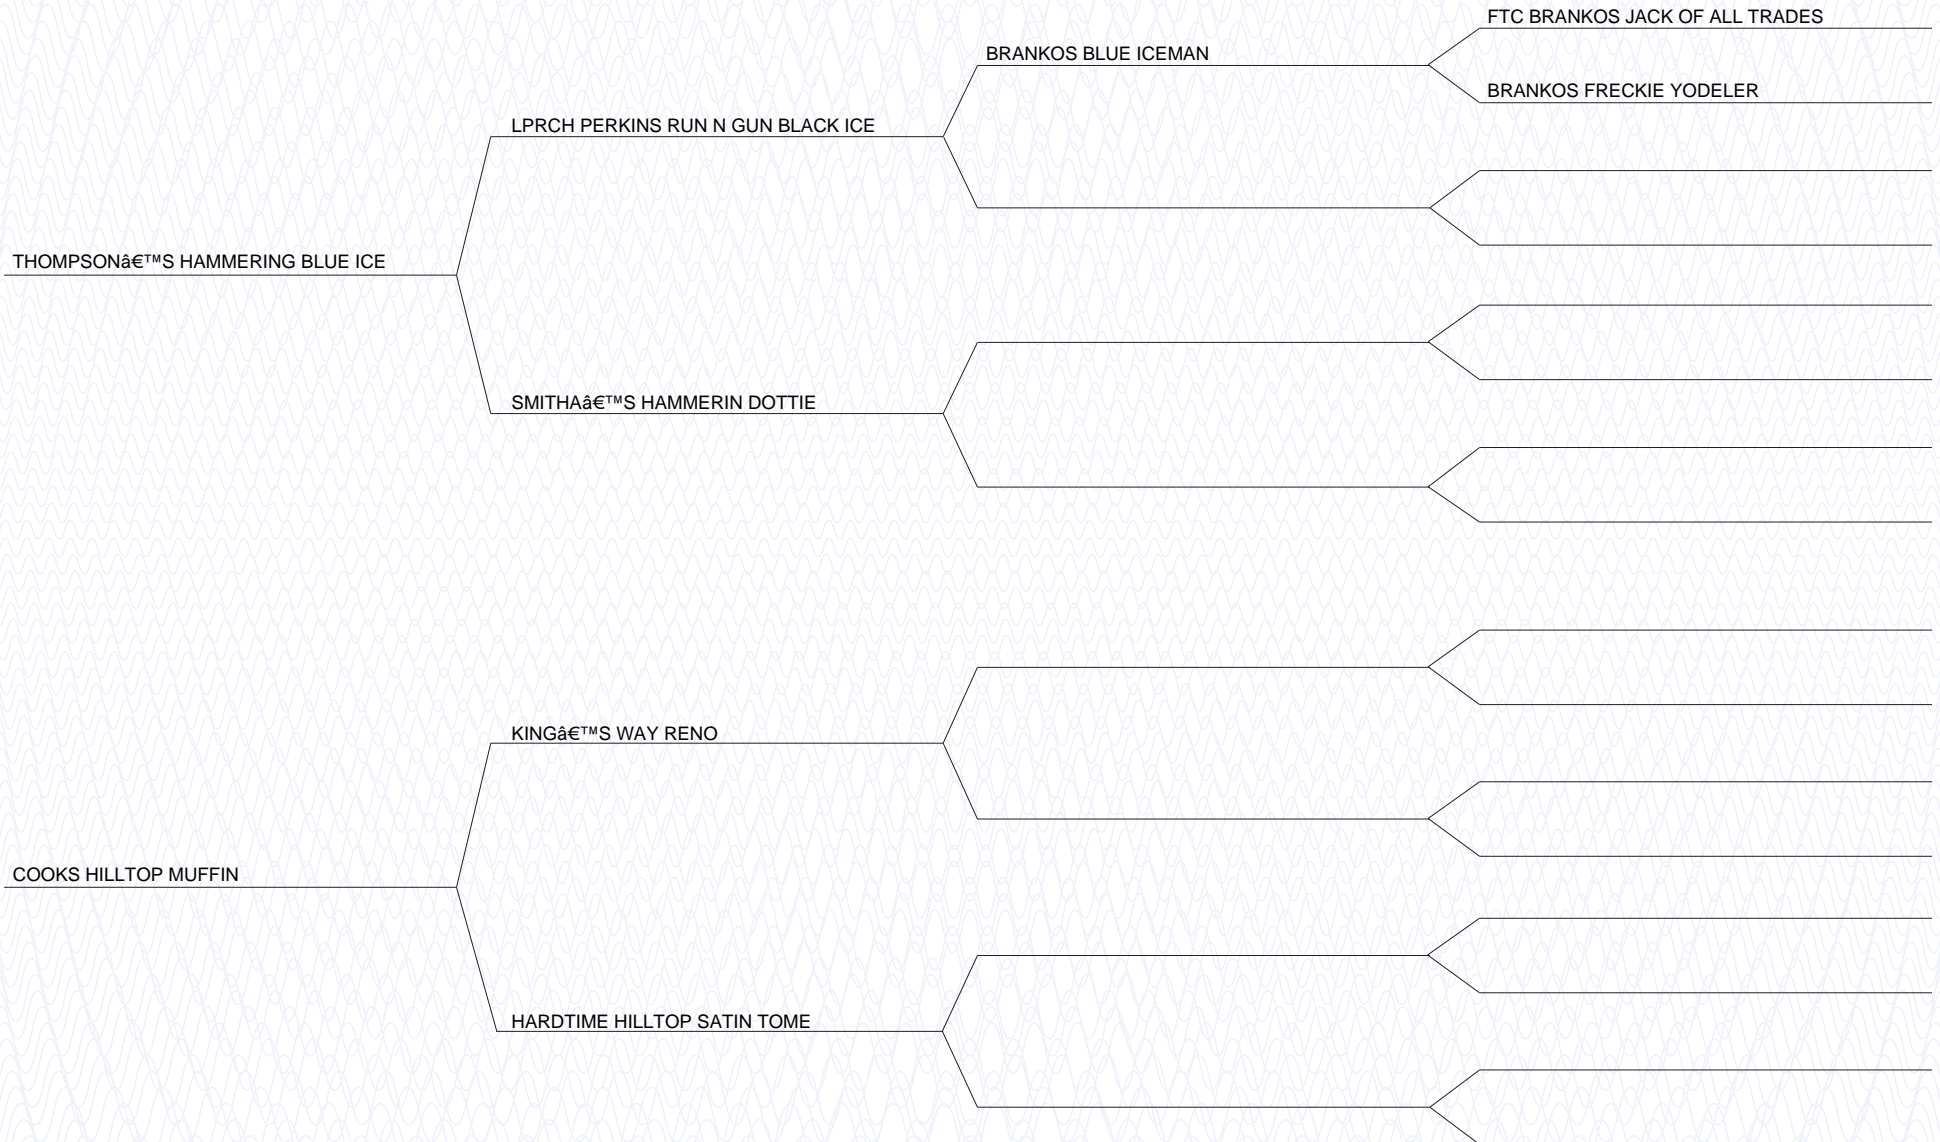 FTC BRANKOS JACK OF ALL TRADES
BRANKOS BLUE ICEMAN
BRANKOS FRECKIE YODELER
LPRCH PERKINS RUN N GUN BLACK ICE
THOMPSONâ€™S HAMMERING BLUE ICE
SMITHAâ€™S HAMMERIN DOTTIE
KINGâ€™S WAY RENO
COOKS HILLTOP MUFFIN
HARDTIME HILLTOP SATIN TOME